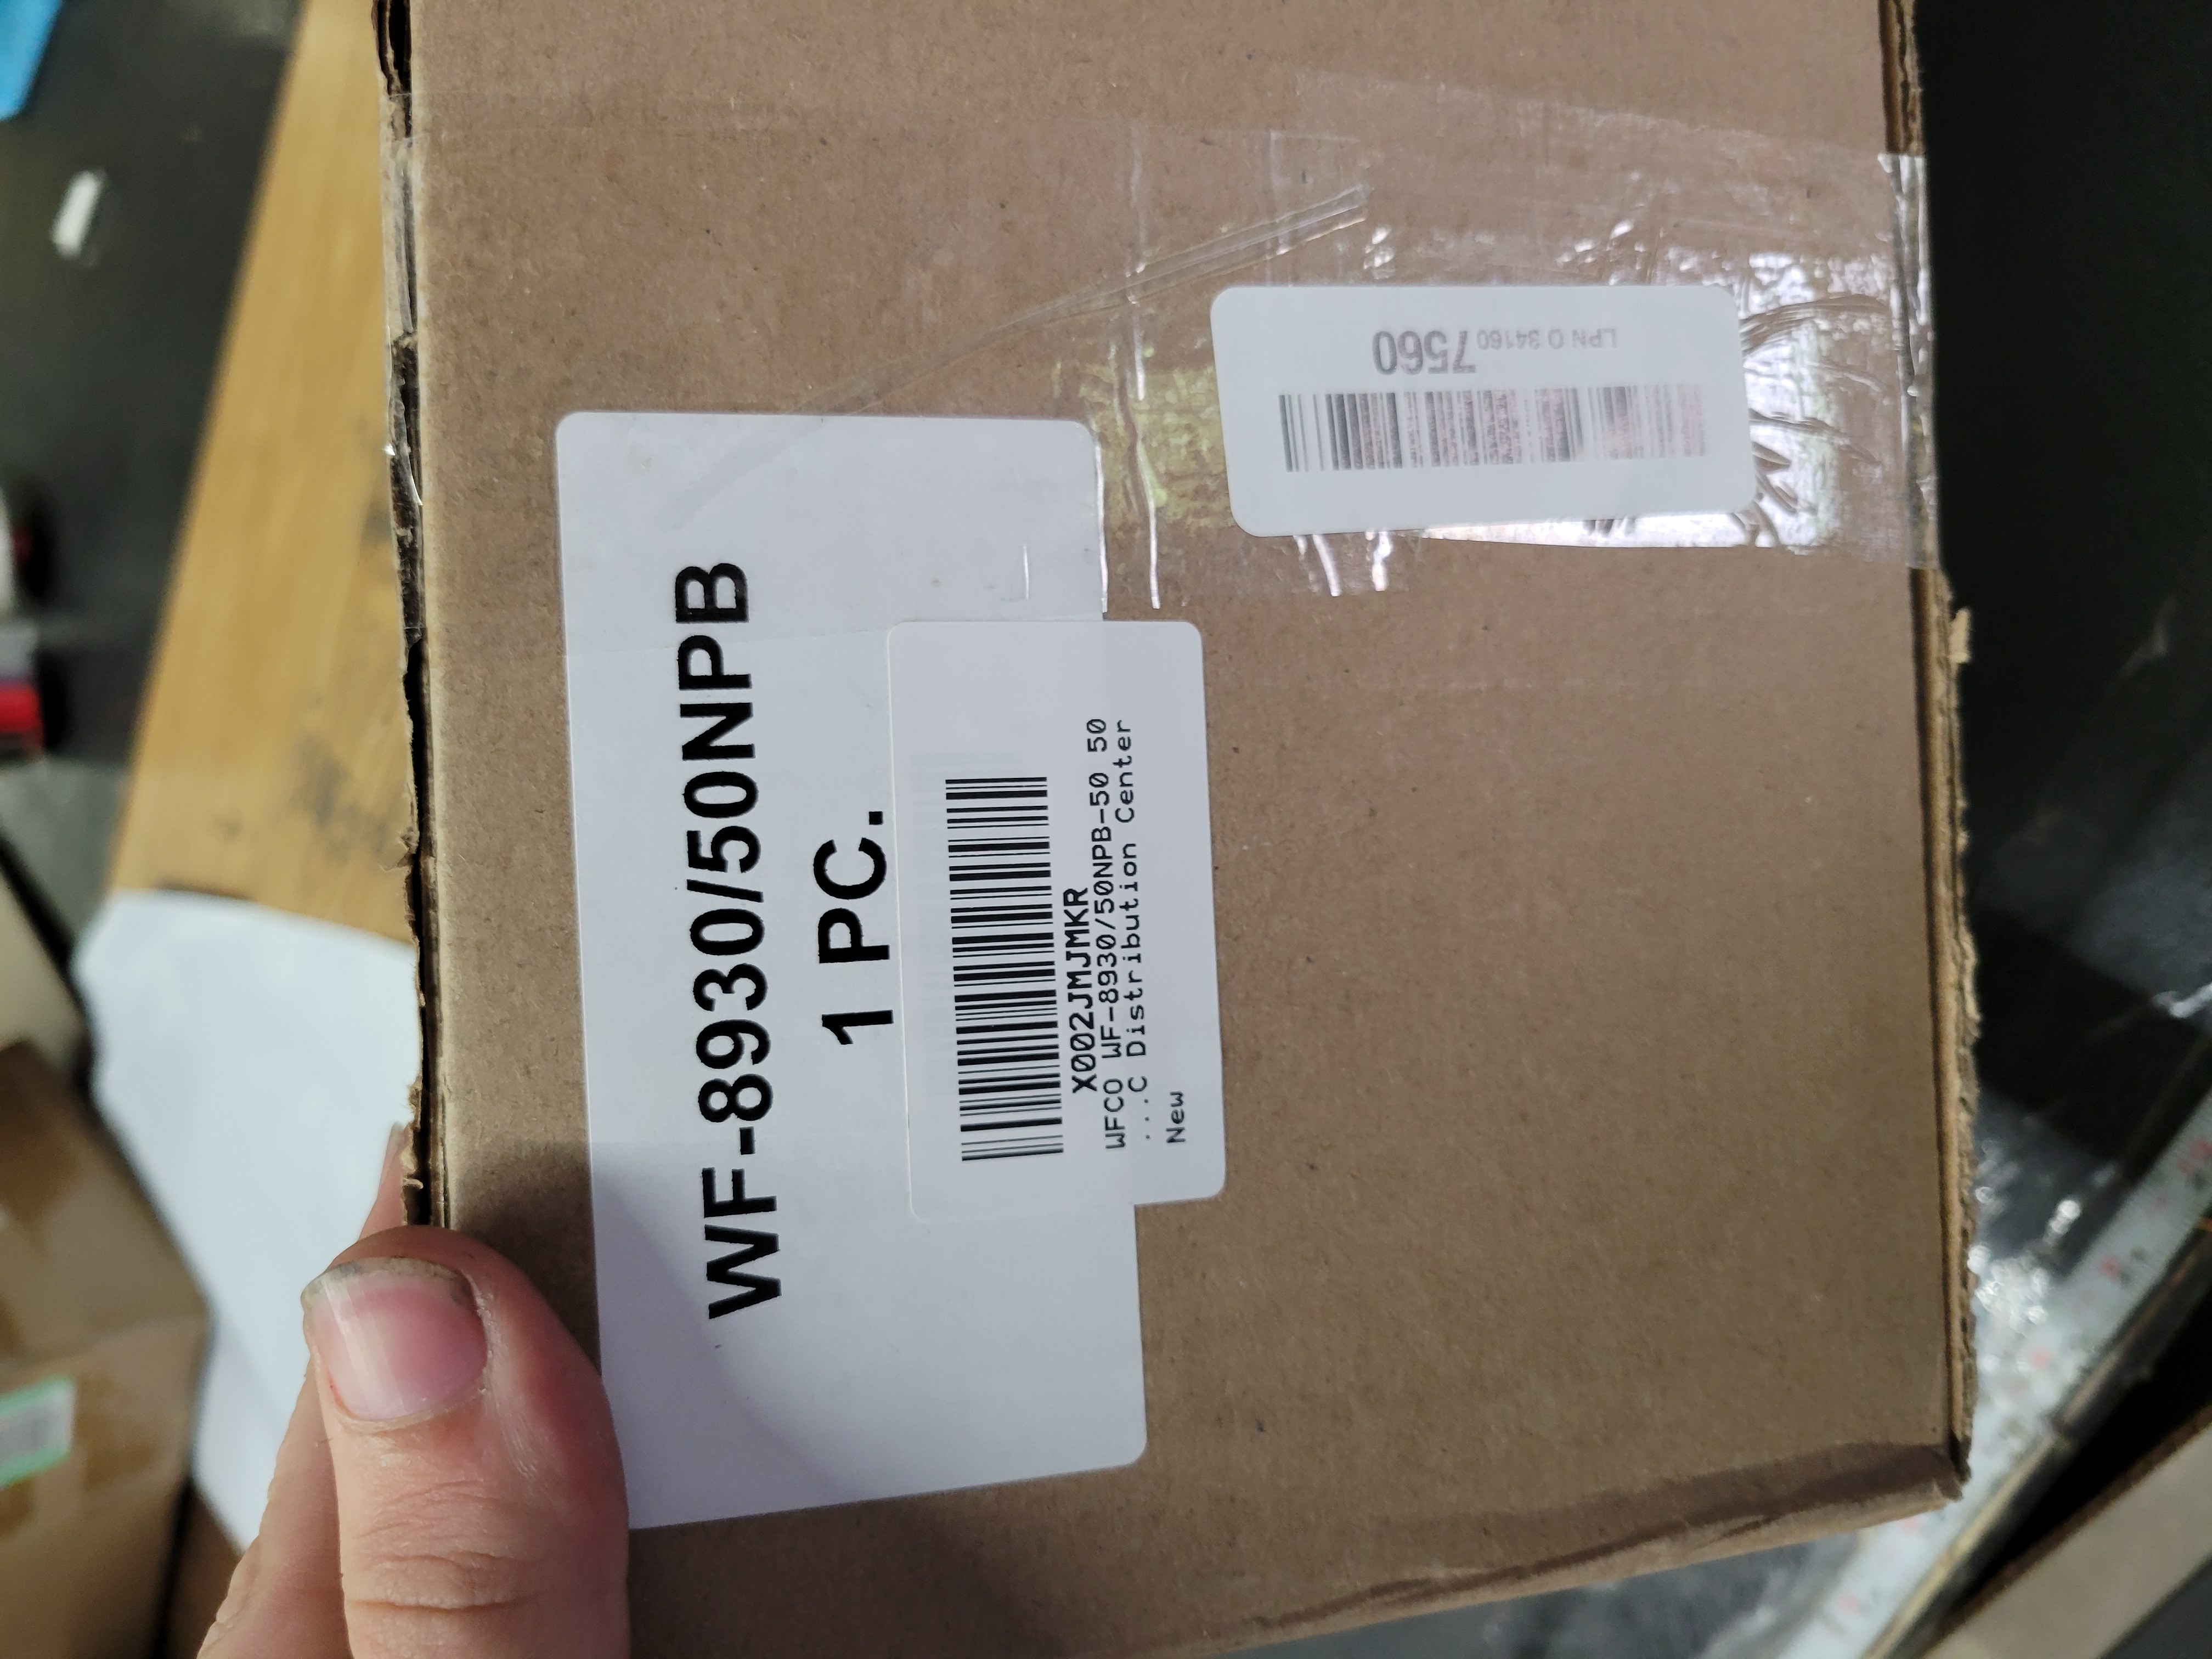 WF-8930/50NPB
1 PC.
X002JMJMKR
WFCO WF-8930/50NPB-50 50
...C Distribution Center
New
LPN O 34160 7560